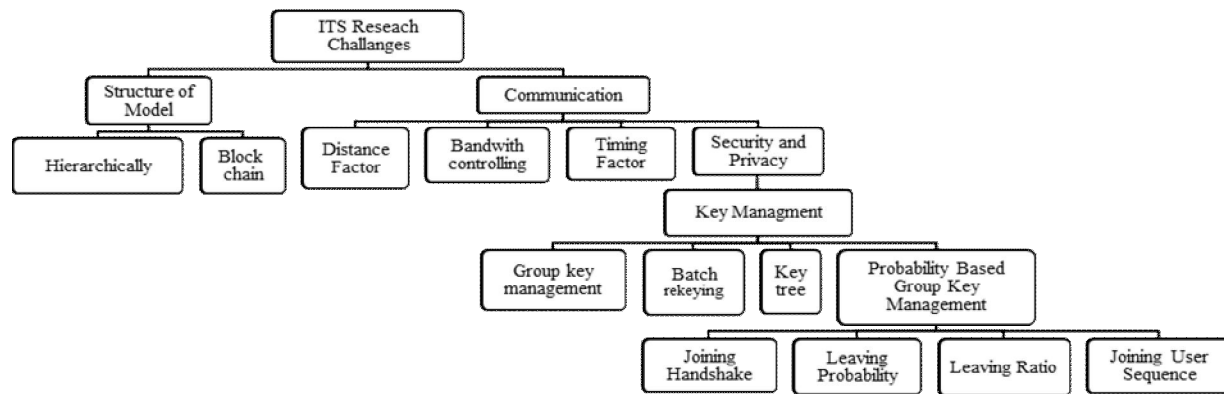 ITS Reseach
Challanges
Structure of
Model
Communication
Hierarchically
Block
chain
Distance
Factor
Bandwith
controlling
Timing
Factor
Security and
Privacy
Key Managment
Group key
management
Batch
rekeying
Key
tree
Probability Based
Group Key
Management
Joining
Handshake
Leaving
Probability
Leaving Ratio
Joining User
Sequence